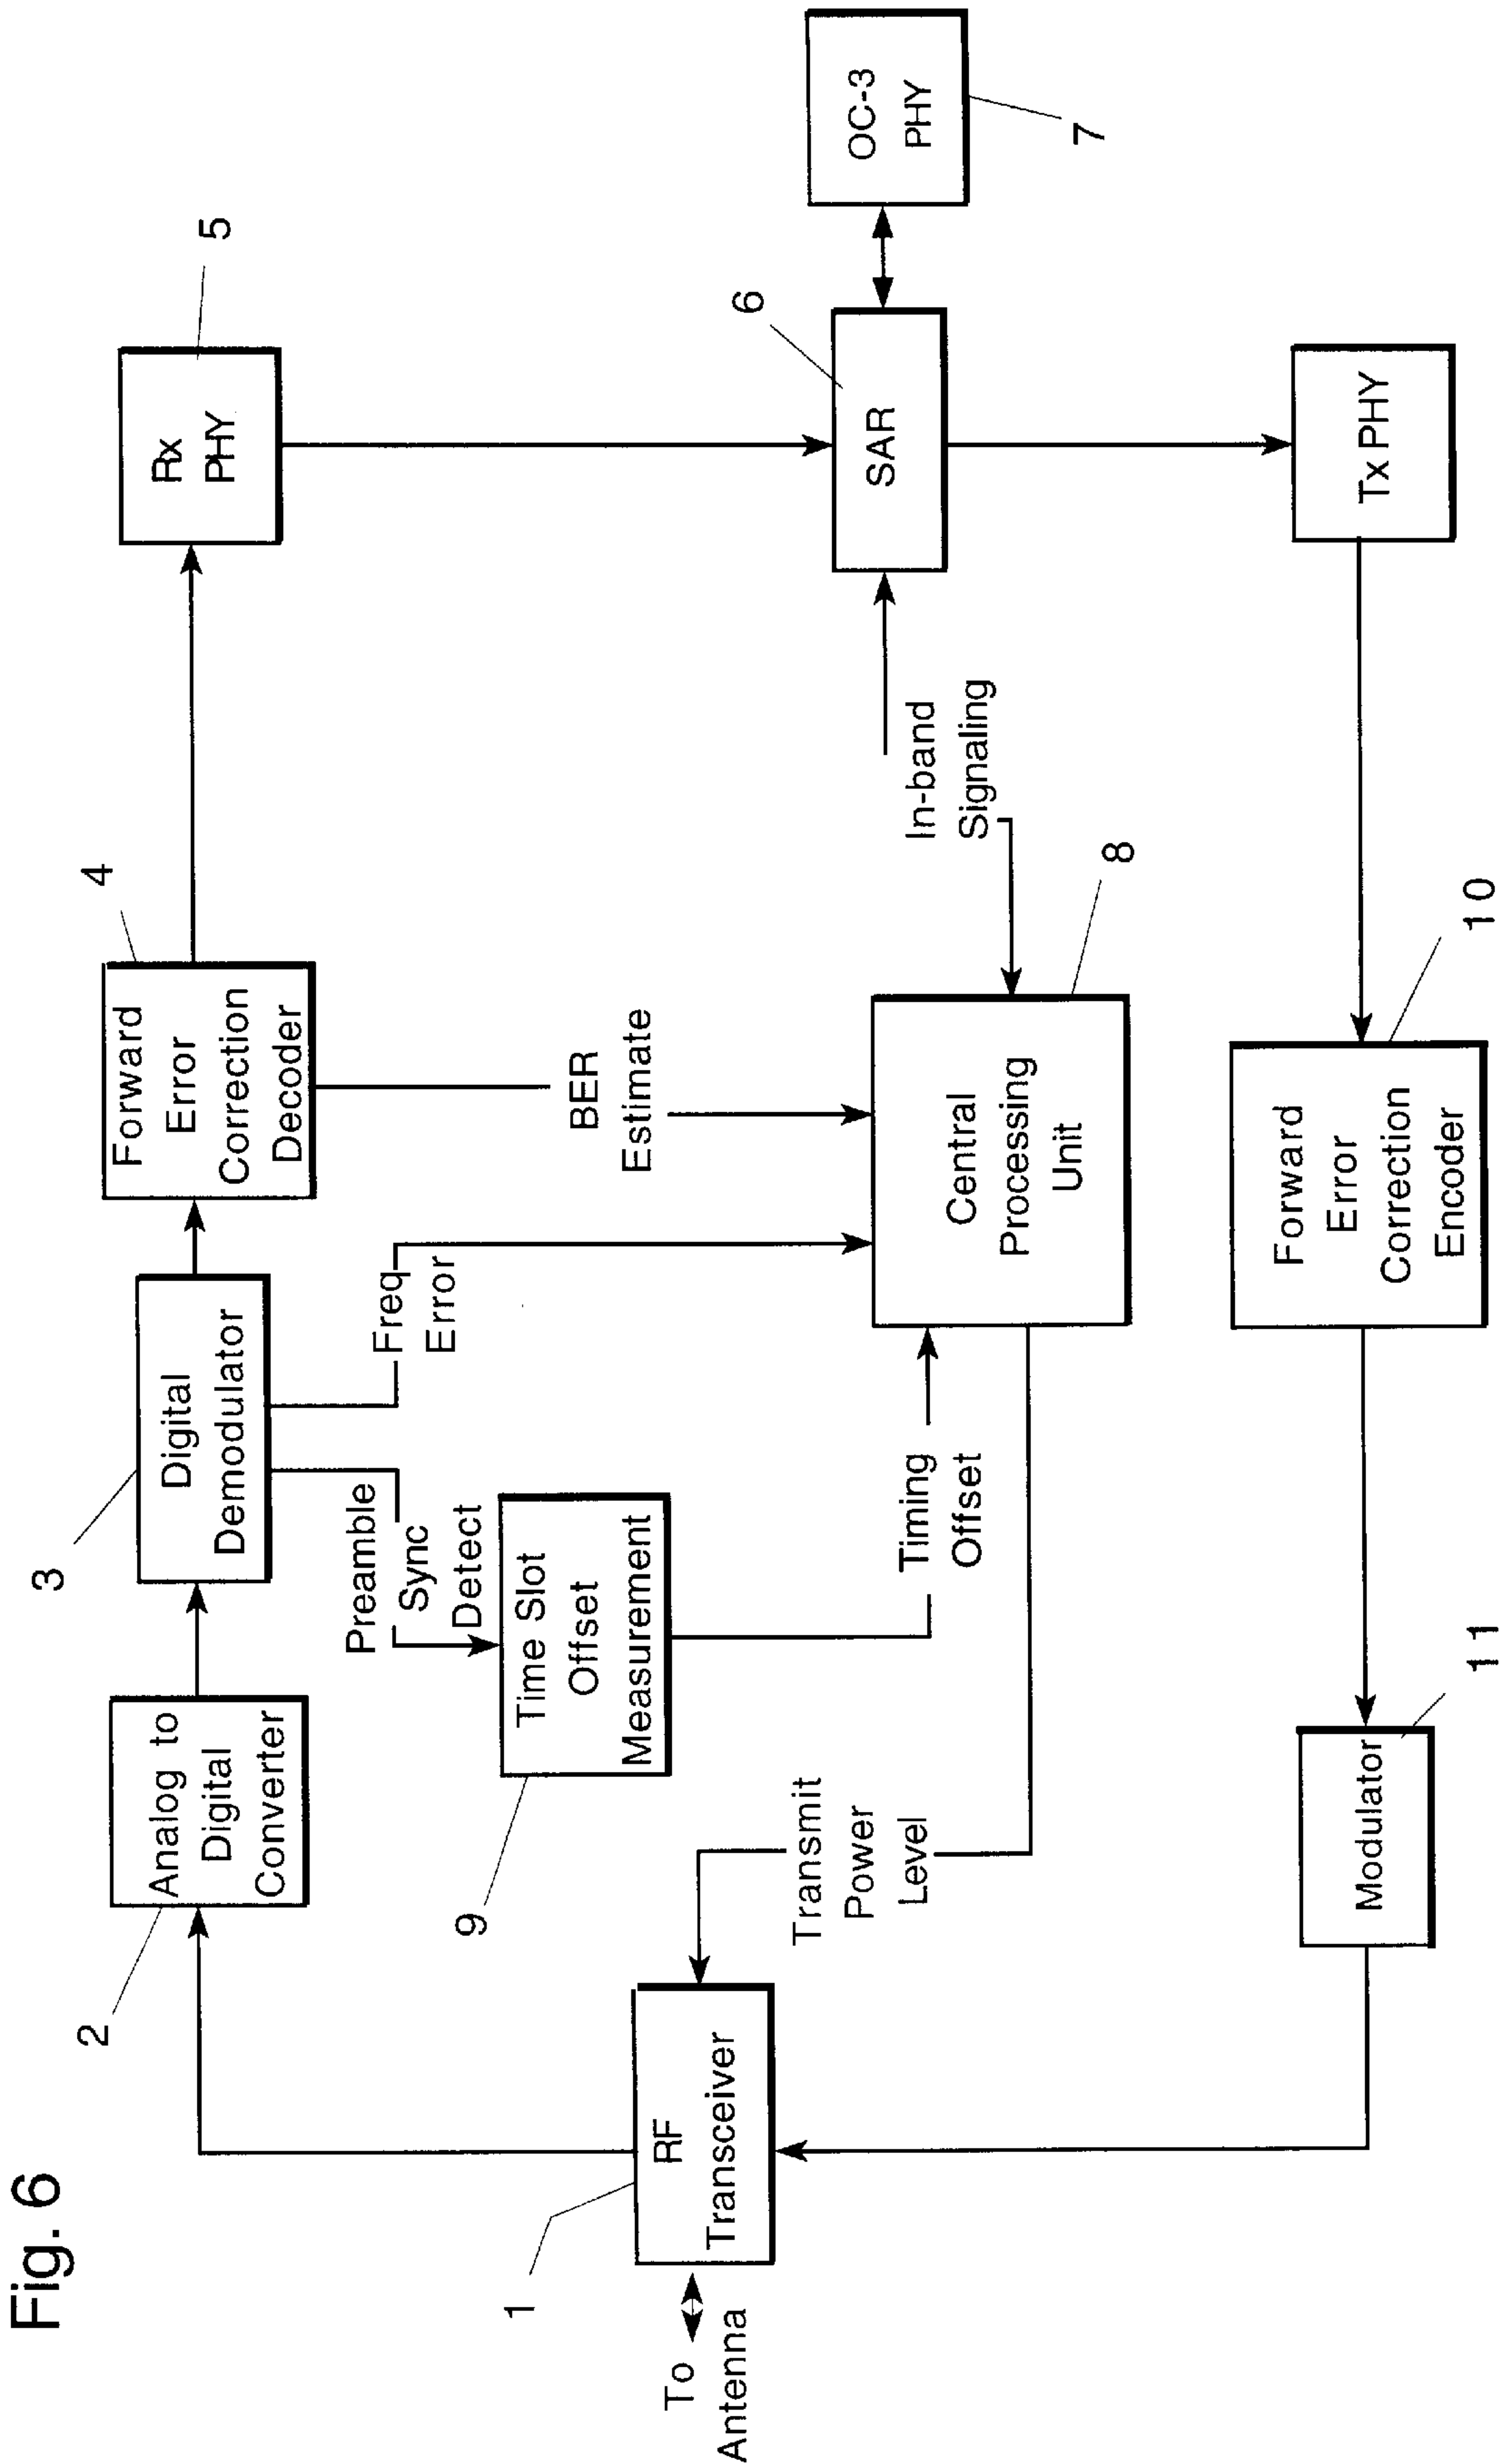 Fig. 6
2
Analog to
Digital
Converter
3
Digital
Demodulator
4
Forward
Error
Correction
Decoder
5
Rx
PHY
Preamble
Sync
Detect
Freq
Error
BER
Estimate
9
Time Slot
Offset
Measurement
1
RF
Transceiver
To
Antenna
Transmit
Power
Level
Timing
Offset
Central
Processing
Unit
8
In-band
Signaling
6
SAR
OC-3
PHY
7
11
Modulator
Forward
Error
Correction
Encoder
10
Tx PHY